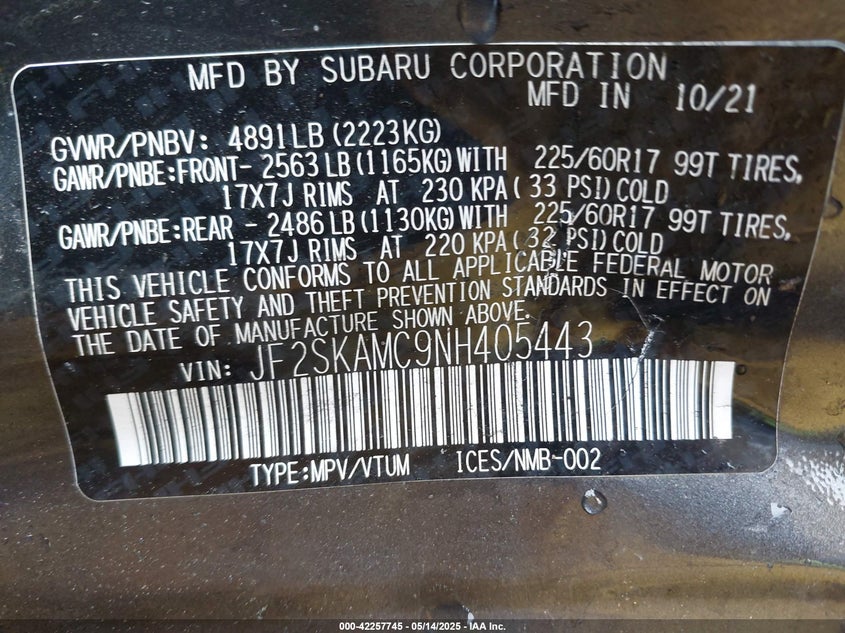 MFD BY SUBARU CORPORATION
MFD IN 10/21
GVWR/PNBV: 4891LB (2223KG)
GAWR/PNBE:FRONT- 2563 LB (1165KG) WITH 225/60R17 99T TIRES,
17X7J RIMS AT 230 KPA ( 33 PSI) COLD
GAWR/PNBE:REAR - 2486 LB (1130KG) WITH 225/60R17 99T TIRES,
17X7J RIMS AT 220 KPA ( 32 PSI) COLD
THIS VEHICLE CONFORMS TO ALL APPLICABLE FEDERAL MOTOR
VEHICLE SAFETY AND THEFT PREVENTION STANDARDS IN EFFECT ON
THE DATE OF MANUFACTURE SHOWN ABOVE.
VIN: JF2SKAMC9NH405443
TYPE:MPV/VTUM ICES/NMB-002
000-42257745 -- 05/14/2025 -- IAA Inc.